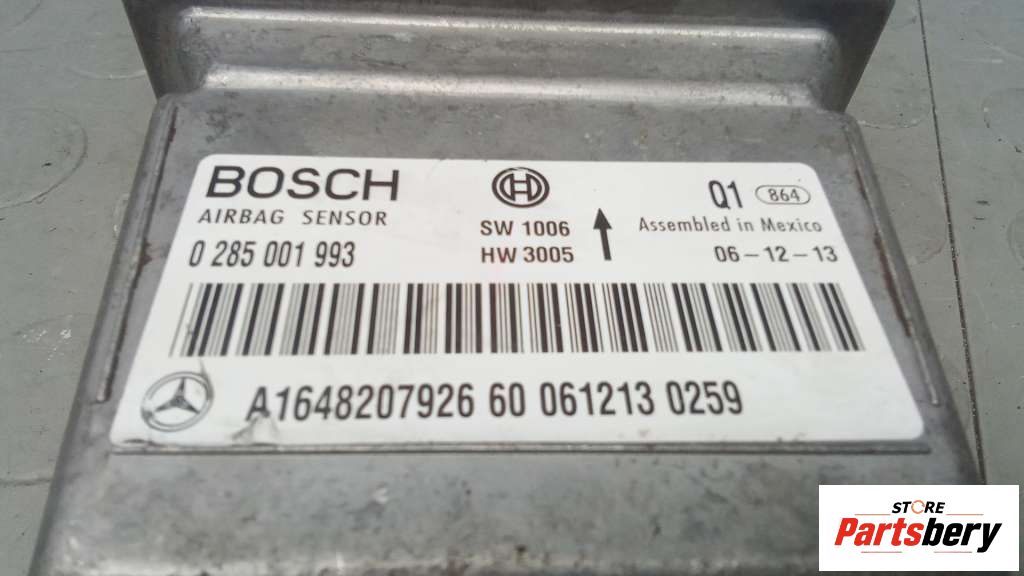 BOSCH
AIRBAG SENSOR
0 285 001 993
H
SW 1006
HW 3005
Q1 864
Assembled in Mexico
06-12-13
A1648207926 60 061213 0259
STORE
Partsbery